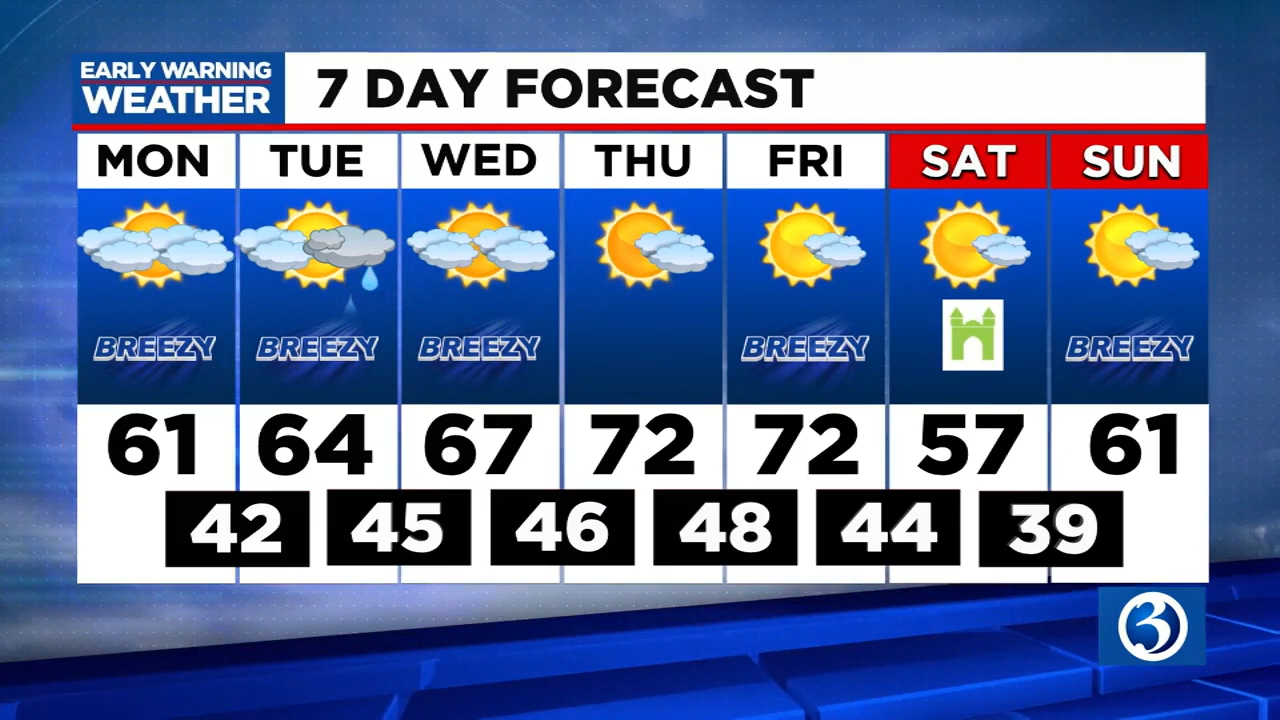 EARLY WARNING
WEATHER
7 DAY FORECAST
MON TUE WED THU FRI SAT SUN
BREEZY BREEZY BREEZY BREEZY BREEZY
61 64 67 72 72 57 61
42 45 46 48 44 39
3